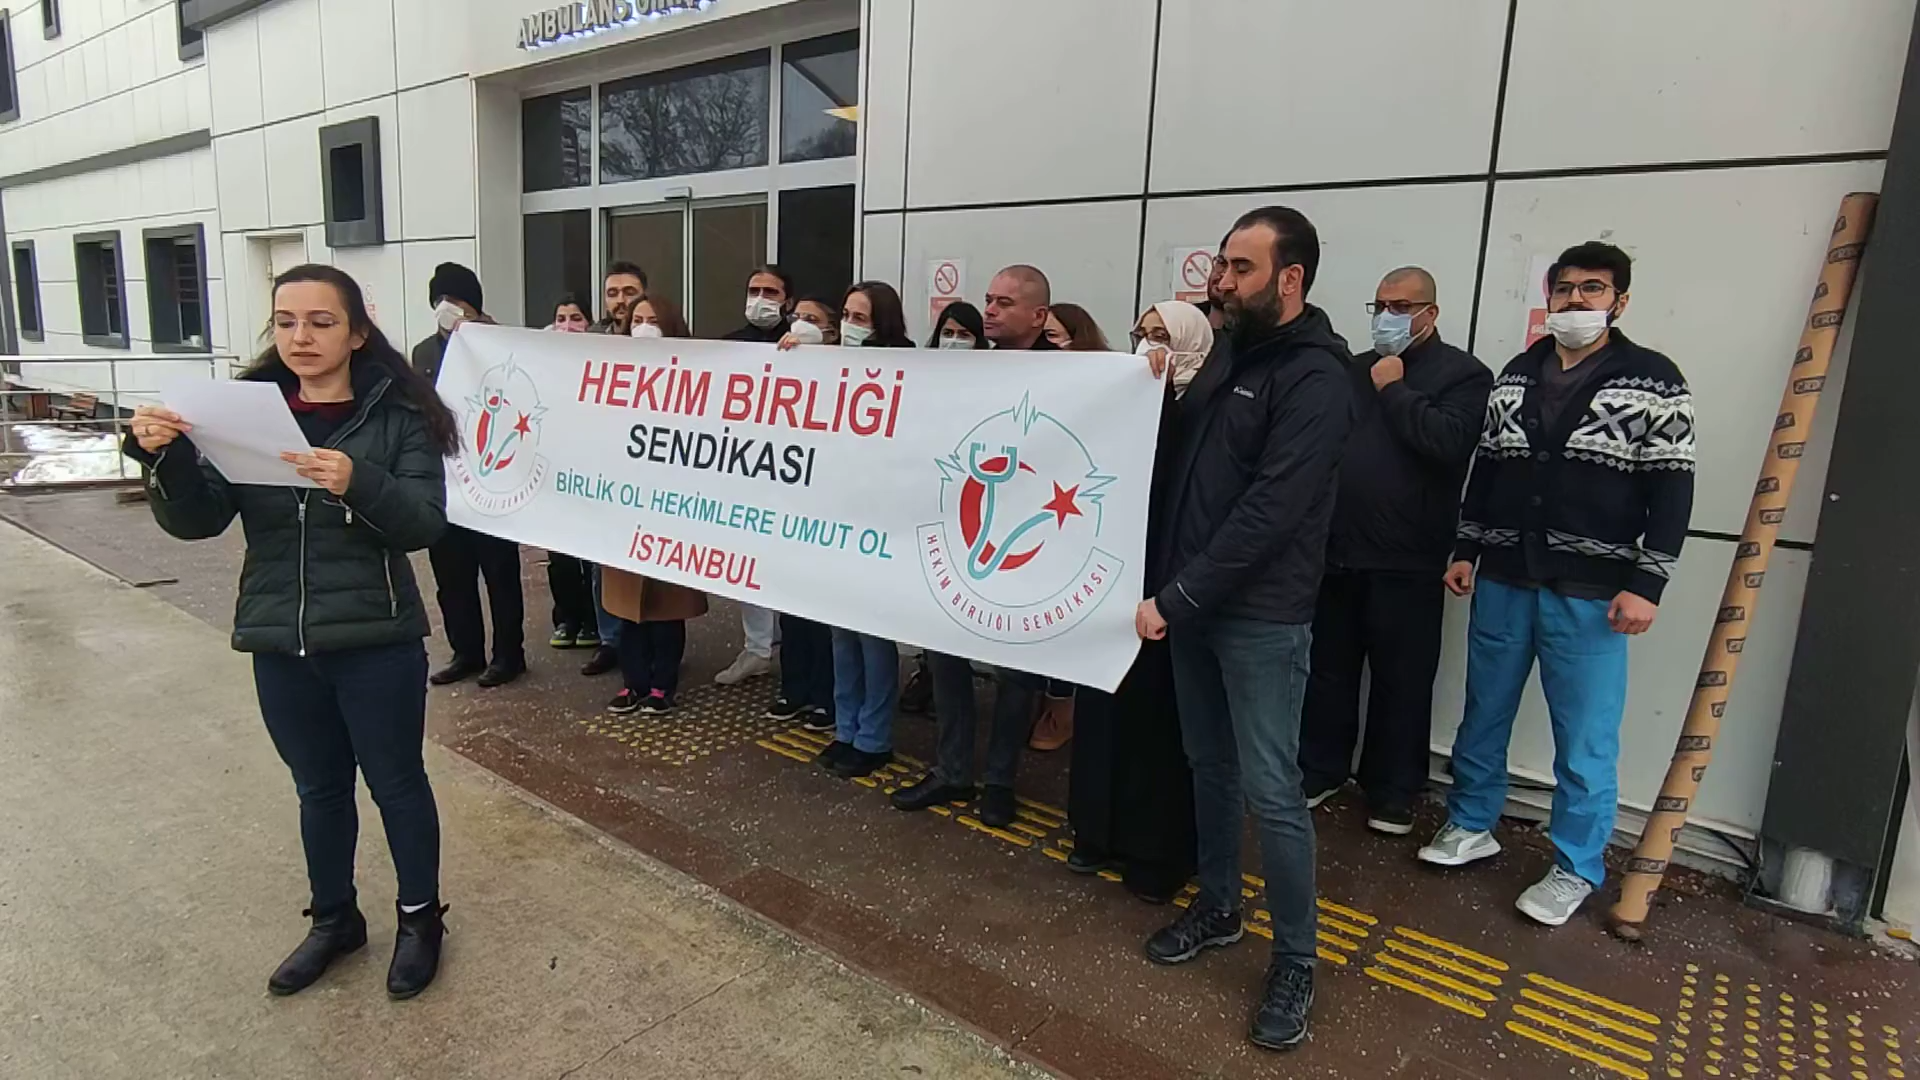 AMBULANS
HEKİM BİRLİĞİ
SENDİKASI
BİRLİK OL HEKİMLERE UMUT OL
İSTANBUL
HEKİM BİRLİĞİ SENDİKASI
HEKİM BİRLİĞİ SENDİKASI